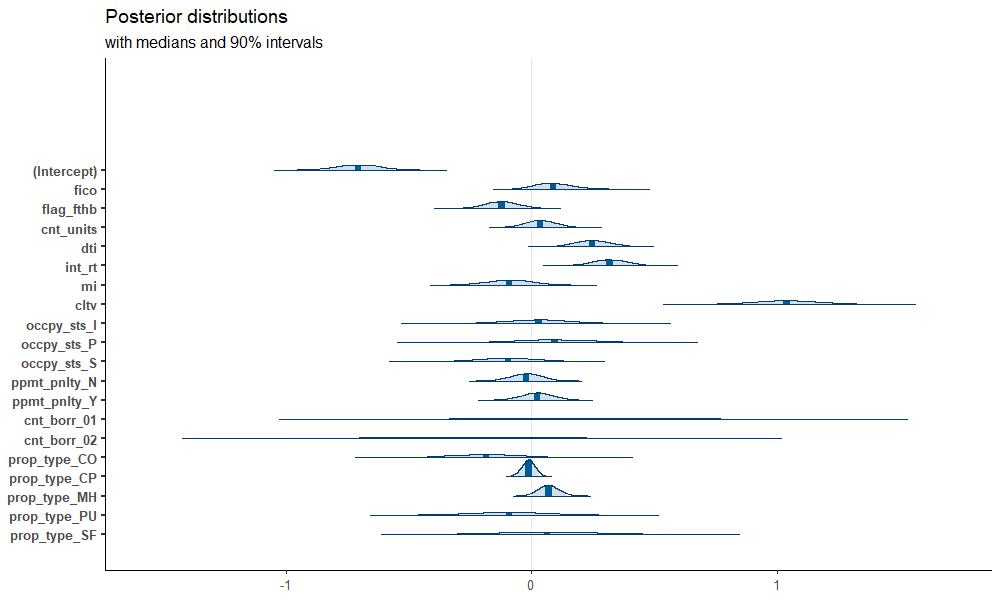 Posterior distributions
with medians and 90% intervals
(Intercept)
fico
flag_fthb
cnt_units
dti
int_rt
mi
cltv
occpy_sts_I
occpy_sts_P
occpy_sts_S
ppmt_pnlty_N
ppmt_pnlty_Y
cnt_borr_01
cnt_borr_02
prop_type_CO
prop_type_CP
prop_type_MH
prop_type_PU
prop_type_SF
-1 0 1